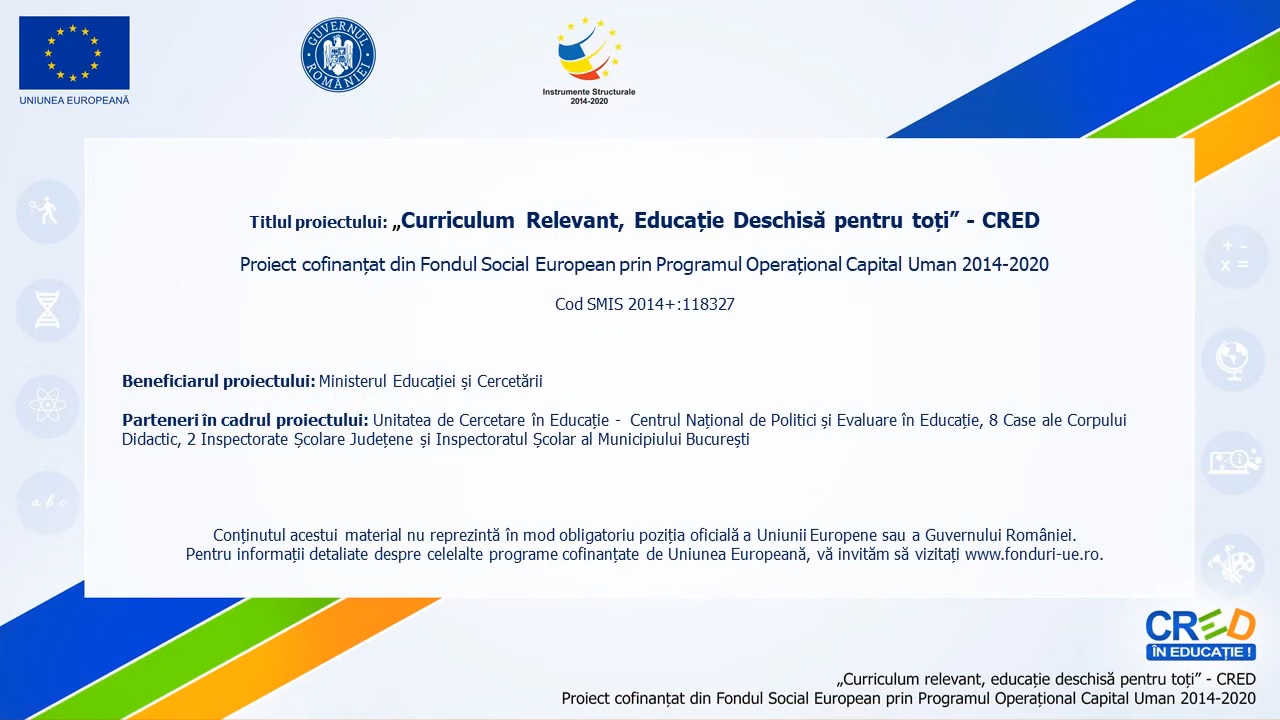 UNIUNEA EUROPEANĂ
GUVERNUL ROMÂNIEI
Instrumente Structurale
2014-2020
Titlul proiectului: „Curriculum Relevant, Educație Deschisă pentru toți” - CRED
Proiect cofinanțat din Fondul Social European prin Programul Operațional Capital Uman 2014-2020
Cod SMIS 2014+:118327
Beneficiarul proiectului: Ministerul Educației și Cercetării
Parteneri în cadrul proiectului: Unitatea de Cercetare în Educație - Centrul Național de Politici și Evaluare în Educație, 8 Case ale Corpului
Didactic, 2 Inspectorate Școlare Județene și Inspectoratul Școlar al Municipiului București
Conținutul acestui material nu reprezintă în mod obligatoriu poziția oficială a Uniunii Europene sau a Guvernului României.
Pentru informații detaliate despre celelalte programe cofinanțate de Uniunea Europeană, vă invităm să vizitați www.fonduri-ue.ro.
+ -
x =
a b c
CRED
ÎN EDUCAȚIE !
„Curriculum relevant, educație deschisă pentru toți” - CRED
Proiect cofinanțat din Fondul Social European prin Programul Operațional Capital Uman 2014-2020